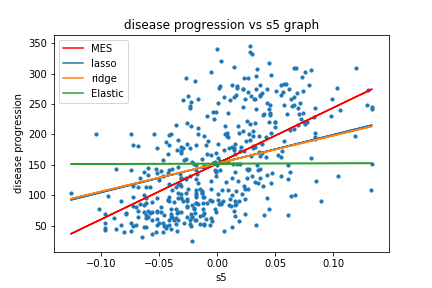 disease progression vs s5 graph
MES
lasso
ridge
Elastic
disease progression
350
300
250
200
150
100
50
−0.10
−0.05
0.00
0.05
0.10
s5